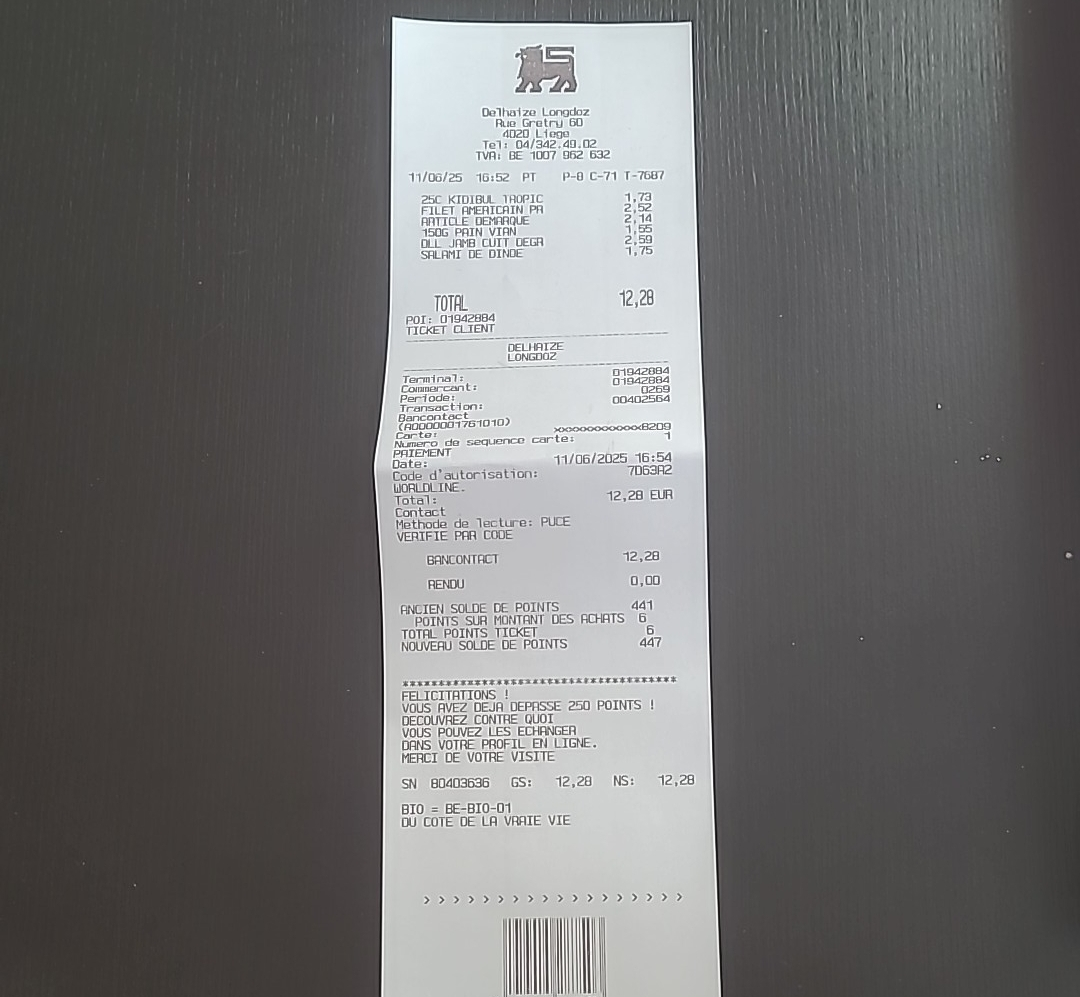 Delhaize Longdoz
Rue Gretry 60
4020 Liege
Tel: 04/342.49.02
TVA: BE 1007 962 632
11/06/25 16:52 PT P-8 C-71 T-7687
25C KIDIBUL TROPIC 1,73
FILET AMERICAIN PR 2,52
ARTICLE DEMARQUE 2,14
150G PAIN VIAN 1,55
DLL JAMB CUIT DEGR 2,59
SALAMI DE DINDE 1,75
TOTAL 12,28
POI: 01942884
TICKET CLIENT
DELHAIZE
LONGDOZ
Terminal: 01942884
Commercant: 01942884
Periode: 0269
Transaction: 00402564
Bancontact
(A0000001761010)
Carte: xxxxxxxxxxxxx8209
Numero de sequence carte: 1
PAIEMENT
Date: 11/06/2025 16:54
Code d'autorisation: 7D63A2
WORLDLINE.
Total: 12,28 EUR
Contact
Methode de lecture: PUCE
VERIFIE PAR CODE
BANCONTACT 12,28
RENDU 0,00
ANCIEN SOLDE DE POINTS 441
POINTS SUR MONTANT DES ACHATS 6
TOTAL POINTS TICKET 6
NOUVEAU SOLDE DE POINTS 447
**************************************
FELICITATIONS !
VOUS AVEZ DEJA DEPASSE 250 POINTS !
DECOUVREZ CONTRE QUOI
VOUS POUVEZ LES ECHANGER
DANS VOTRE PROFIL EN LIGNE.
MERCI DE VOTRE VISITE
SN 80403636 GS: 12,28 NS: 12,28
BIO = BE-BIO-01
DU COTE DE LA VRAIE VIE
> > > > > > > > > > > > > > > > > >